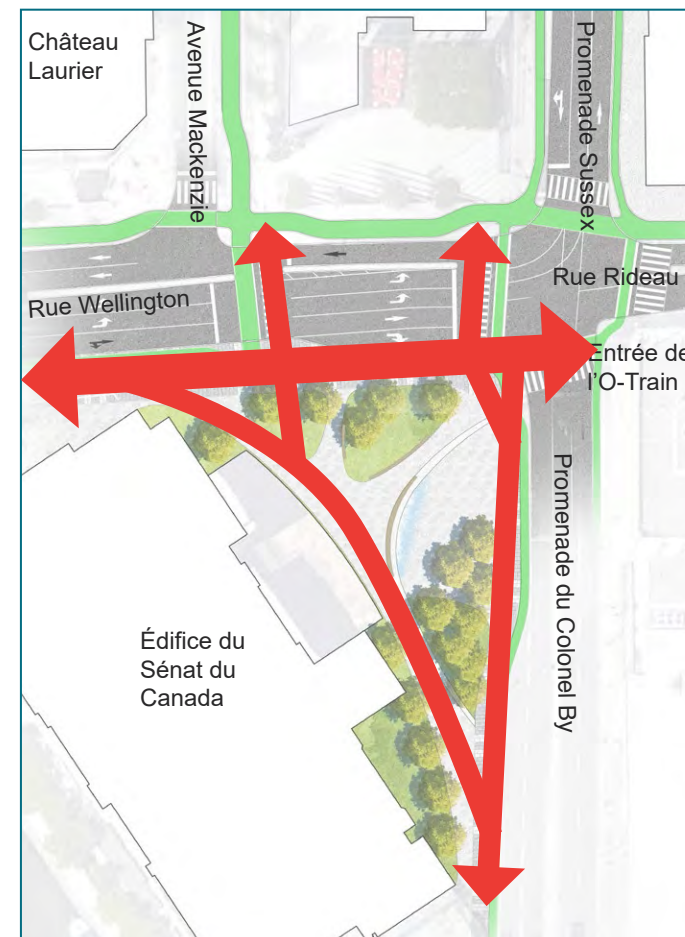 Château
Laurier
Avenue Mackenzie
Promenade Sussex
Rue Wellington
Rue Rideau
Entrée de
l'O-Train
Promenade du Colonel By
Édifice du
Sénat du
Canada